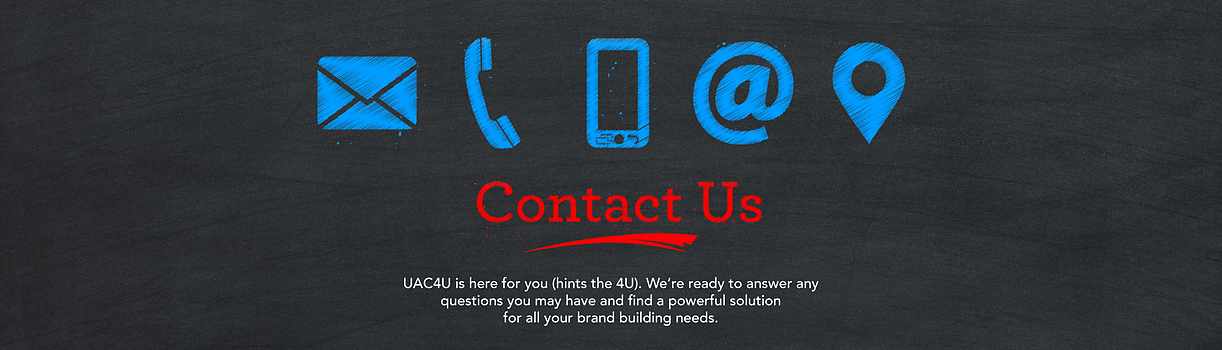 Contact Us
UAC4U is here for you (hints the 4U). We're ready to answer any
questions you may have and find a powerful solution
for all your brand building needs.